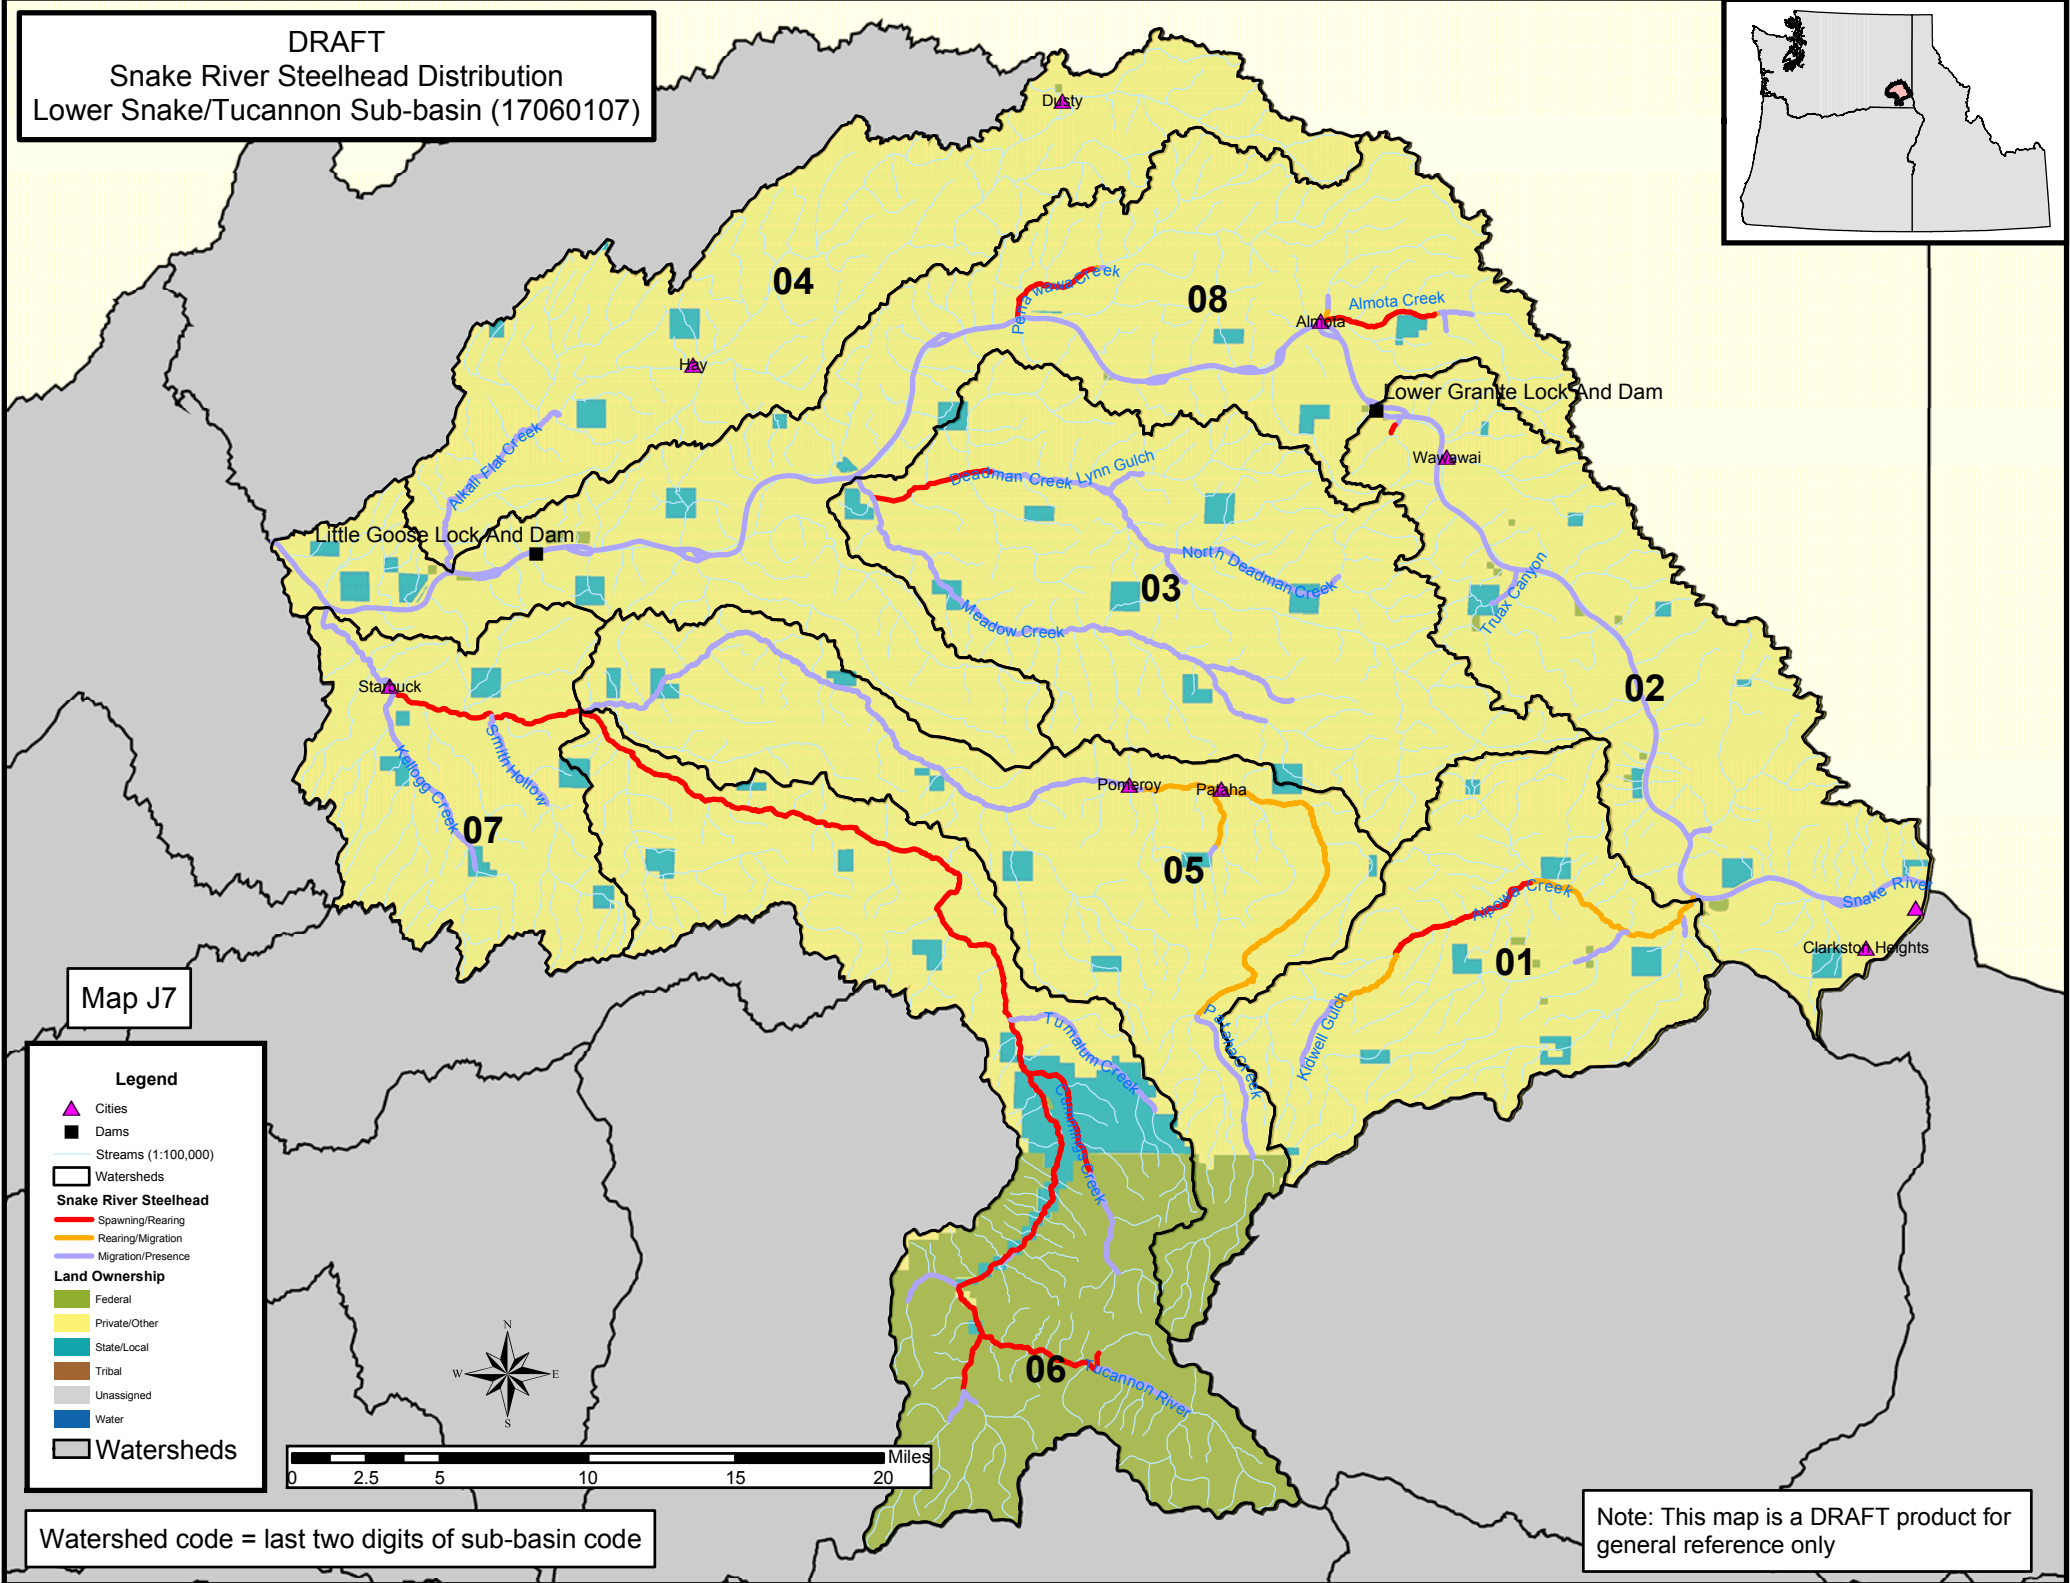 DRAFT
Snake River Steelhead Distribution
Lower Snake/Tucannon Sub-basin (17060107)
Dusty
04
08
Penawawa Creek
Almota Creek
Almota
Hay
Lower Granite Lock And Dam
Alkali Flat Creek
Wawawai
Deadman Creek
Lynn Gulch
Little Goose Lock And Dam
North Deadman Creek
03
Truax Canyon
Meadow Creek
02
Starbuck
Smith Hollow
Kellogg Creek
07
Pomeroy
Pataha
05
Alpowa Creek
Snake River
01
Clarkston Heights
Kidwell Gulch
Pataha Creek
Tumalum Creek
Cummings Creek
06
Tucannon River
Map J7
Legend
Cities
Dams
Streams (1:100,000)
Watersheds
Snake River Steelhead
Spawning/Rearing
Rearing/Migration
Migration/Presence
Land Ownership
Federal
Private/Other
State/Local
Tribal
Unassigned
Water
Watersheds
N
W E
S
Miles
0 2.5 5 10 15 20
Watershed code = last two digits of sub-basin code
Note: This map is a DRAFT product for
general reference only